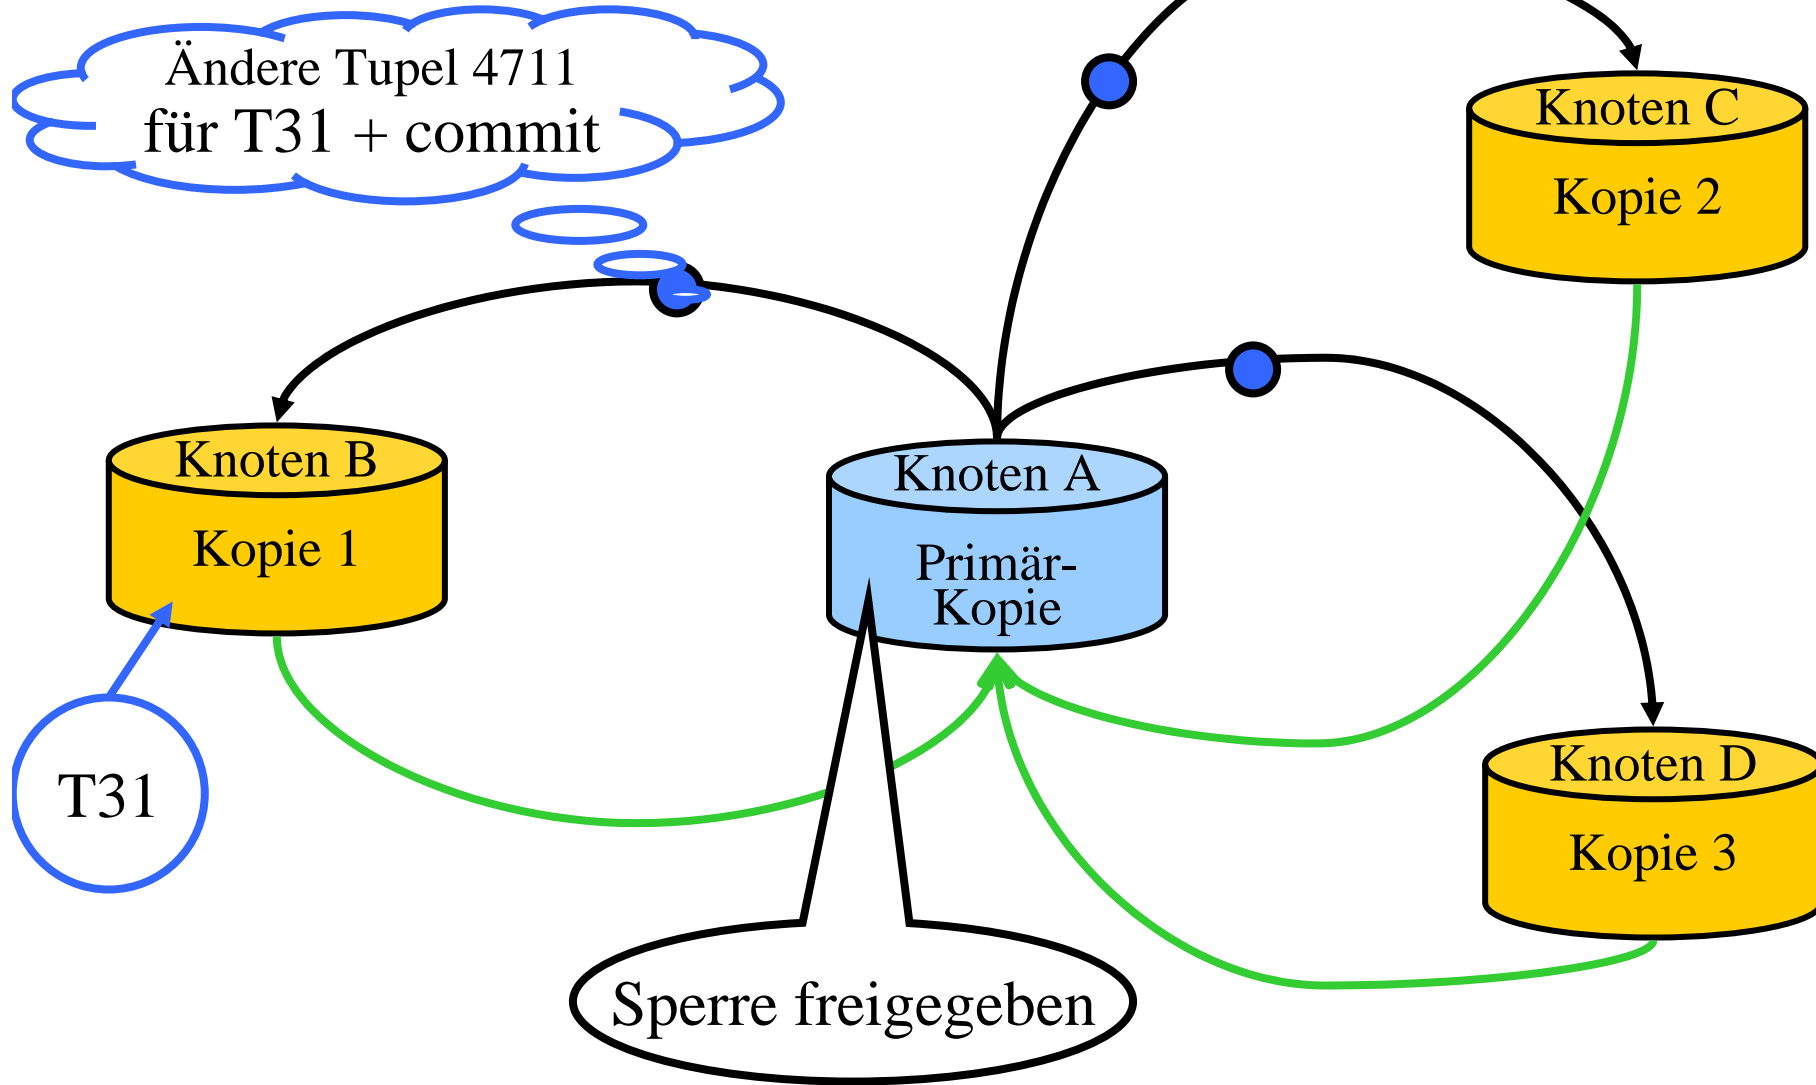 Ändere Tupel 4711
für T31 + commit
Knoten C
Kopie 2
Knoten B
Kopie 1
Knoten A
Primär-
Kopie
T31
Knoten D
Kopie 3
Sperre freigegeben